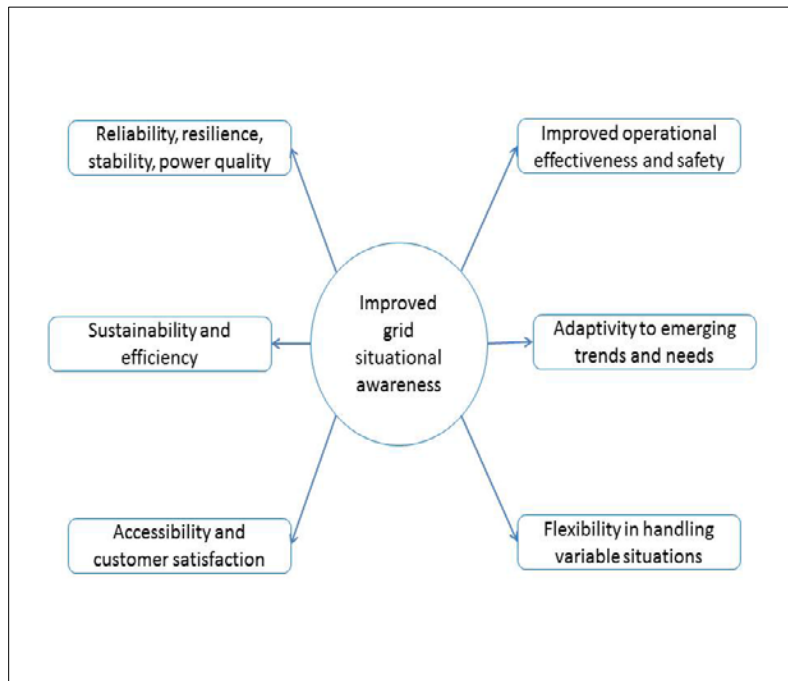 Reliability, resilience,
stability, power quality
Improved operational
effectiveness and safety
Improved
grid
situational
awareness
Sustainability and
efficiency
Adaptivity to emerging
trends and needs
Accessibility and
customer satisfaction
Flexibility in handling
variable situations